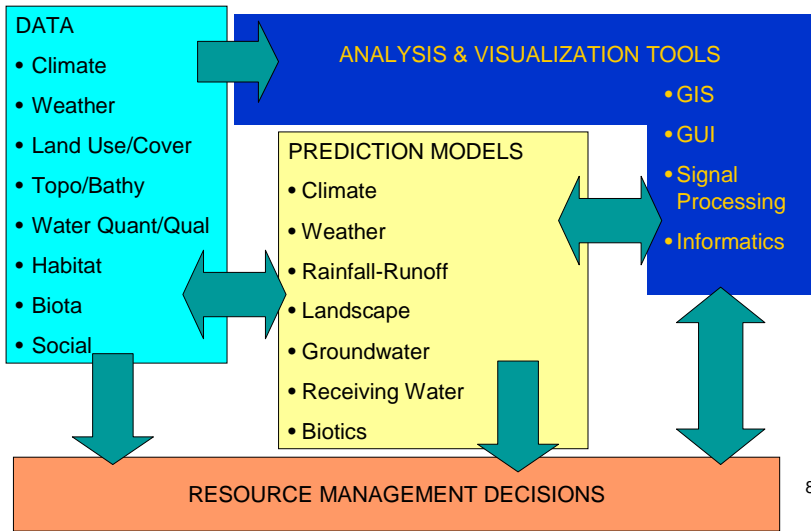 DATA
• Climate
• Weather
• Land Use/Cover
• Topo/Bathy
• Water Quant/Qual
• Habitat
• Biota
• Social
ANALYSIS & VISUALIZATION TOOLS
• GIS
• GUI
• Signal
Processing
• Informatics
PREDICTION MODELS
• Climate
• Weather
• Rainfall-Runoff
• Landscape
• Groundwater
• Receiving Water
• Biotics
RESOURCE MANAGEMENT DECISIONS
8